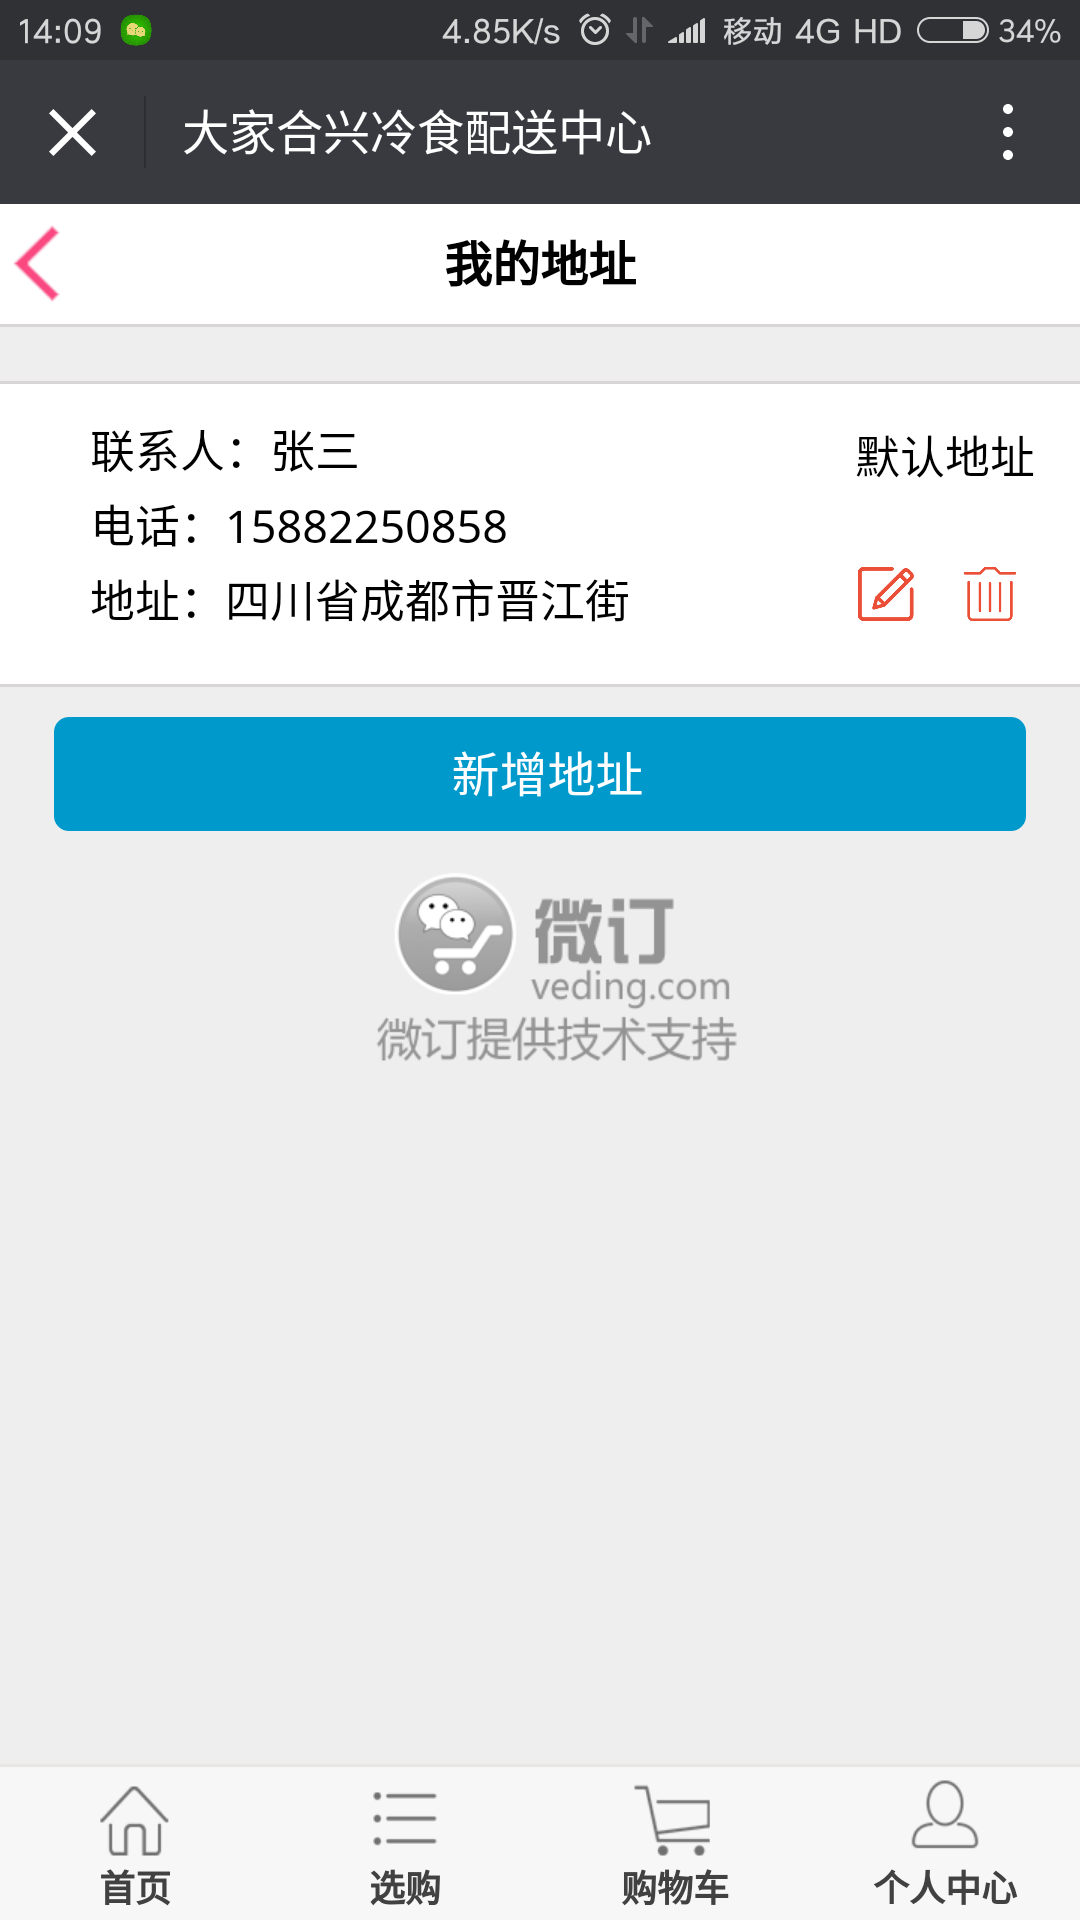 14:09 4.85K/s 移动 4G HD 34%
大家合兴冷食配送中心
我的地址
联系人：张三
默认地址
电话：15882250858
地址：四川省成都市晋江街
新增地址
微订
veding.com
微订提供技术支持
首页 选购 购物车 个人中心